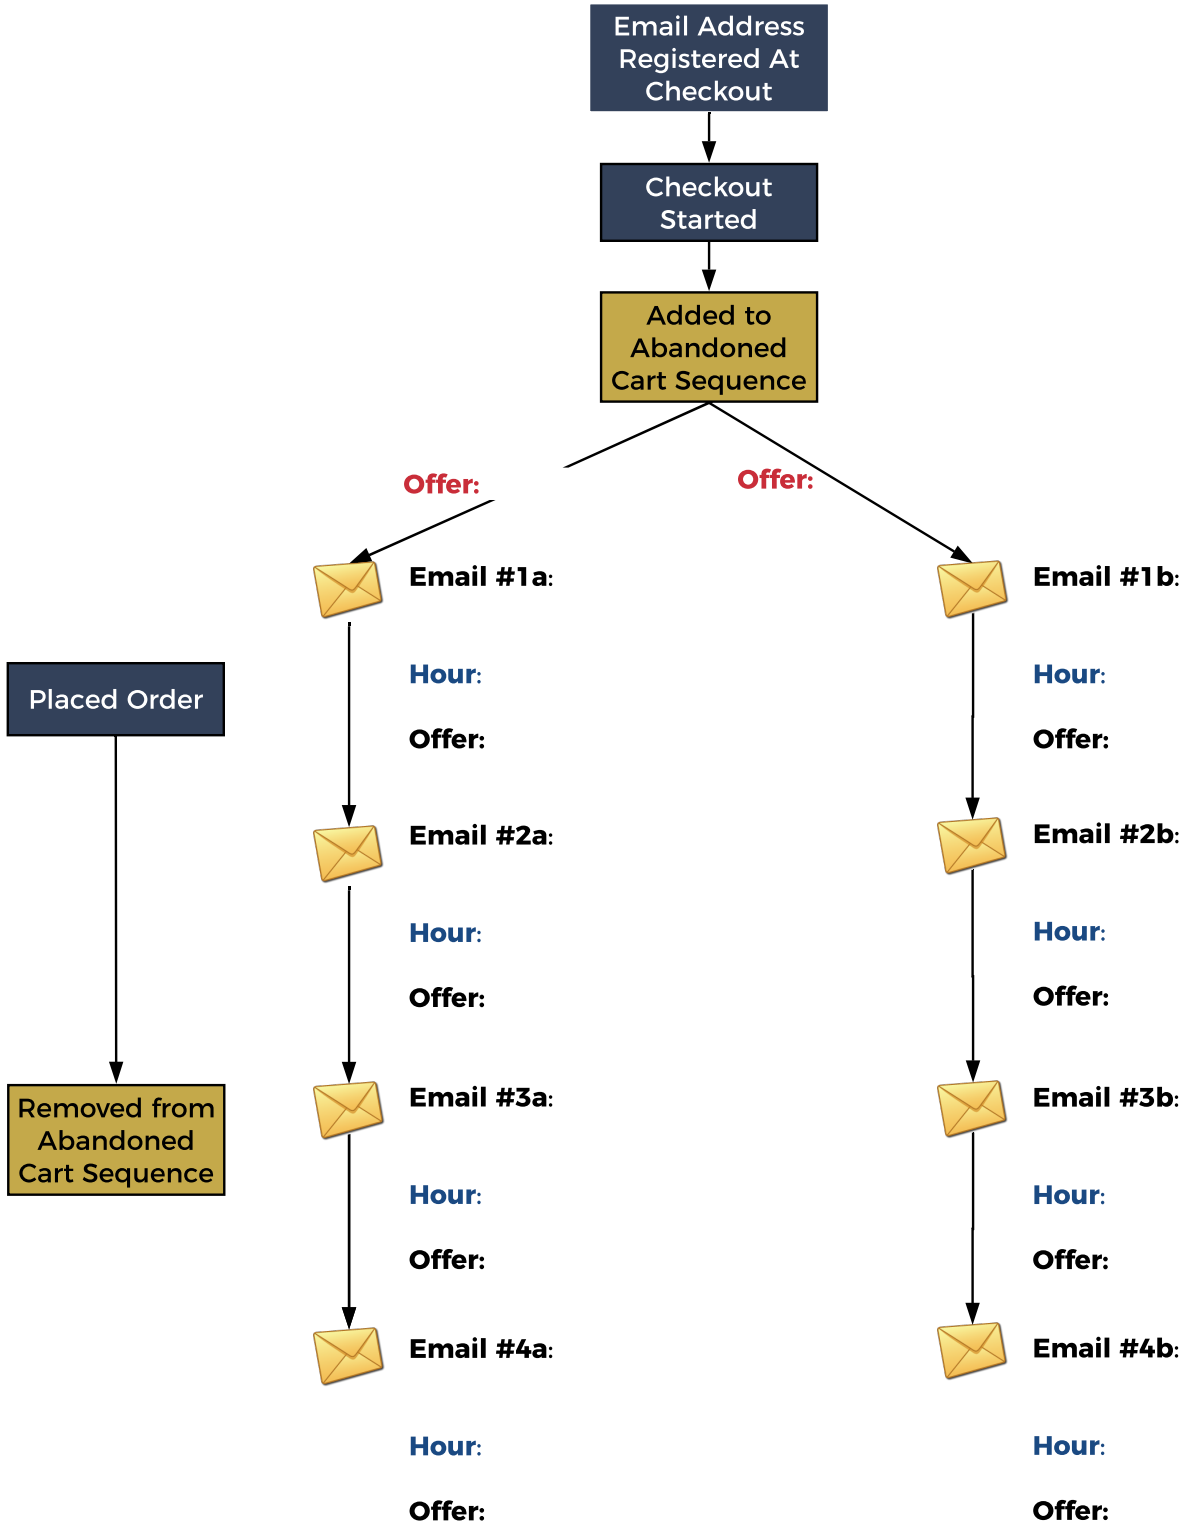 Email Address
Registered At
Checkout
Checkout
Started
Added to
Abandoned
Cart Sequence
Offer:
Offer:
Email #1a:
Hour:
Offer:
Email #2a:
Hour:
Offer:
Email #3a:
Hour:
Offer:
Email #4a:
Hour:
Offer:
Email #1b:
Hour:
Offer:
Email #2b:
Hour:
Offer:
Email #3b:
Hour:
Offer:
Email #4b:
Hour:
Offer:
Placed Order
Removed from
Abandoned
Cart Sequence